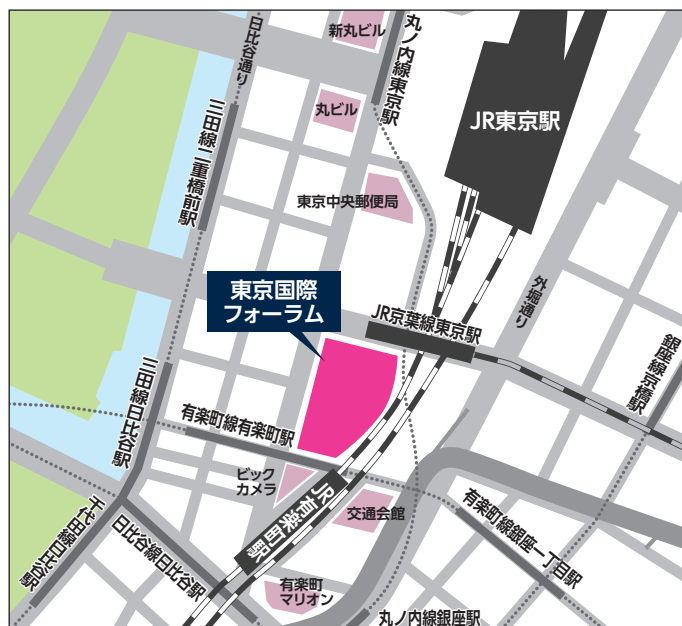 新丸ビル
日比谷通り
丸ノ内線東京駅
丸ビル
JR東京駅
三田線二重橋前駅
東京中央郵便局
東京国際
フォーラム
外堀通り
JR京葉線東京駅
銀座線京橋駅
三田線日比谷駅
有楽町線有楽町駅
ビック
カメラ
JR有楽町駅
交通会館
有楽町線銀座一丁目駅
千代田線日比谷駅
日比谷線日比谷駅
有楽町
マリオン
丸ノ内線銀座駅